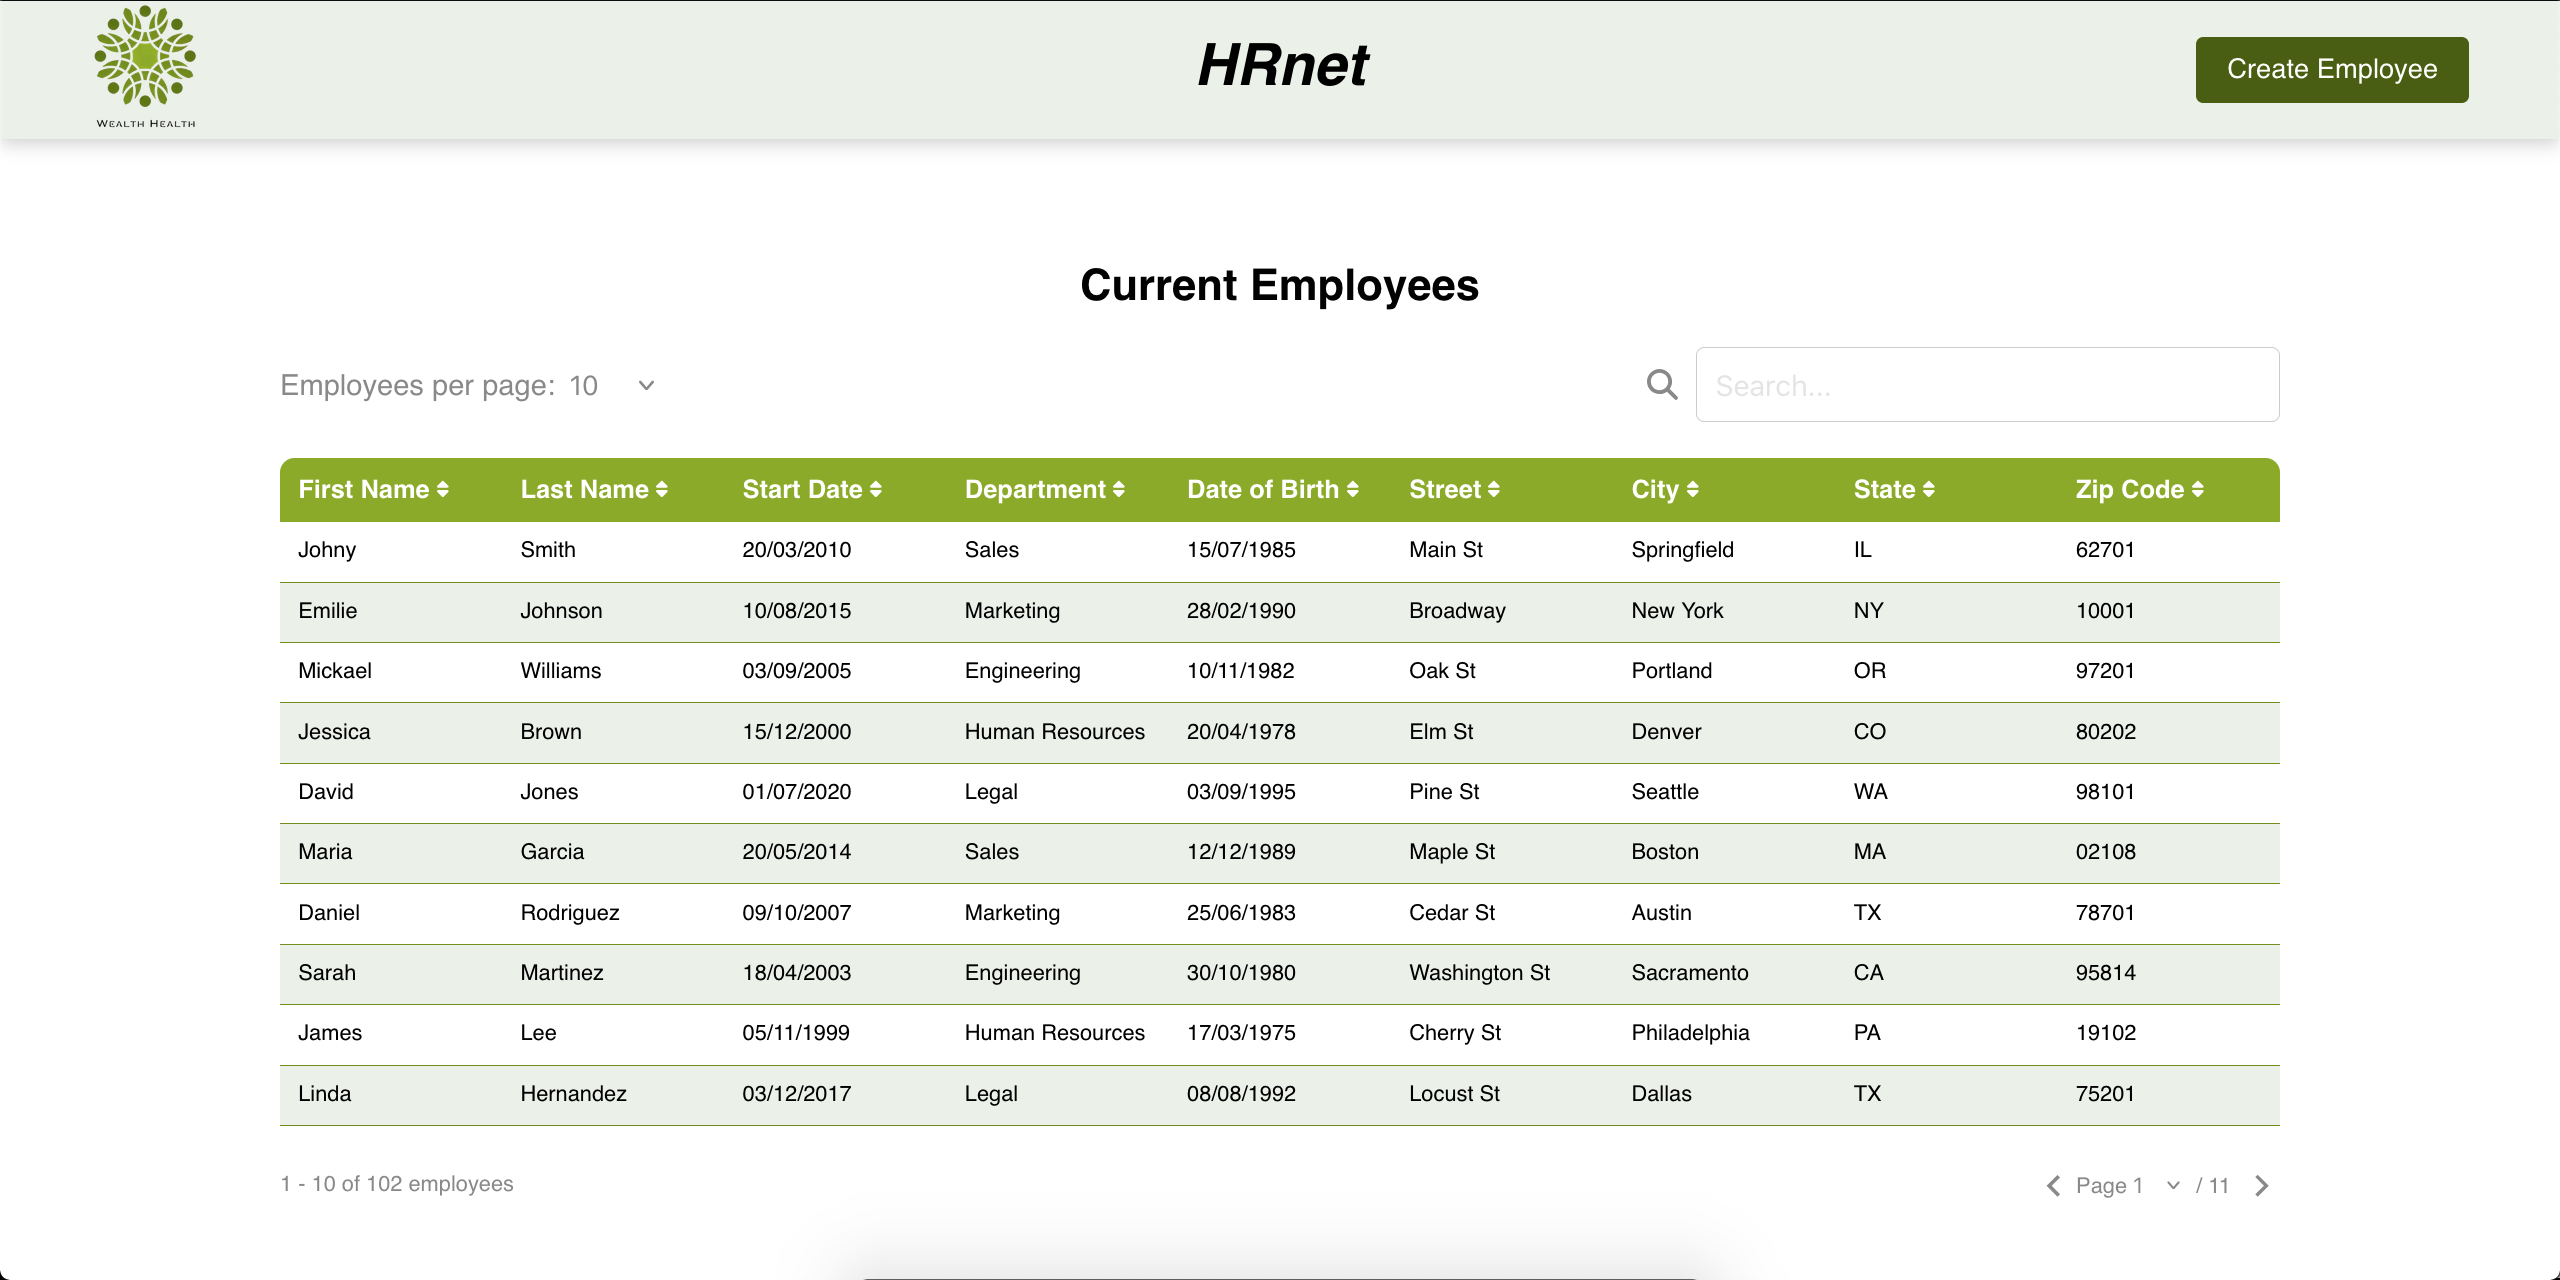 HRnet
Create Employee
WEALTH HEALTH
Current Employees
Employees per page: 10
Search...
First Name Last Name Start Date Department Date of Birth Street City State Zip Code
Johny Smith 20/03/2010 Sales 15/07/1985 Main St Springfield IL 62701
Emilie Johnson 10/08/2015 Marketing 28/02/1990 Broadway New York NY 10001
Mickael Williams 03/09/2005 Engineering 10/11/1982 Oak St Portland OR 97201
Jessica Brown 15/12/2000 Human Resources 20/04/1978 Elm St Denver CO 80202
David Jones 01/07/2020 Legal 03/09/1995 Pine St Seattle WA 98101
Maria Garcia 20/05/2014 Sales 12/12/1989 Maple St Boston MA 02108
Daniel Rodriguez 09/10/2007 Marketing 25/06/1983 Cedar St Austin TX 78701
Sarah Martinez 18/04/2003 Engineering 30/10/1980 Washington St Sacramento CA 95814
James Lee 05/11/1999 Human Resources 17/03/1975 Cherry St Philadelphia PA 19102
Linda Hernandez 03/12/2017 Legal 08/08/1992 Locust St Dallas TX 75201
1 - 10 of 102 employees
Page 1 / 11